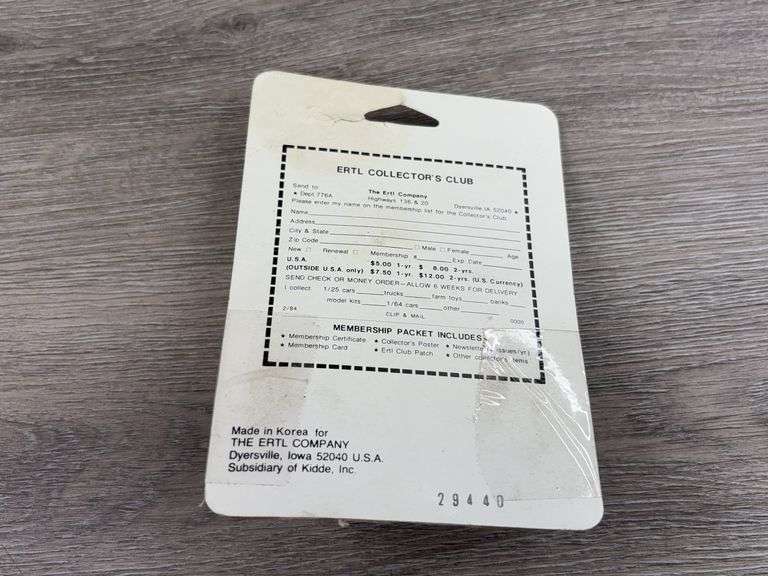 ERTL COLLECTOR'S CLUB
Send to
The Ertl Company
★ Dept 776A Highways 136 & 20 Dyersville, IA 52040 ★
Please enter my name on the membership list for the Collector's Club.
Name
Address
City & State
Zip Code □ Male □ Female Age
New □ Renewal □ Membership # Exp. Date
U.S.A. $5.00 1-yr. $ 8.00 2-yrs.
(OUTSIDE U.S.A. only) $7.50 1-yr. $12.00 2-yrs. (U.S. Currency)
SEND CHECK OR MONEY ORDER—ALLOW 6 WEEKS FOR DELIVERY
I collect 1/25 cars trucks farm toys banks
model kits 1/64 cars other
2/84 CLIP & MAIL 0000
MEMBERSHIP PACKET INCLUDES
★ Membership Certificate ★ Collector's Poster ★ Newsletter issues/yr)
★ Membership Card ★ Ertl Club Patch ★ Other collector's items
Made in Korea for
THE ERTL COMPANY
Dyersville, Iowa 52040 U.S.A.
Subsidiary of Kidde, Inc.
29440